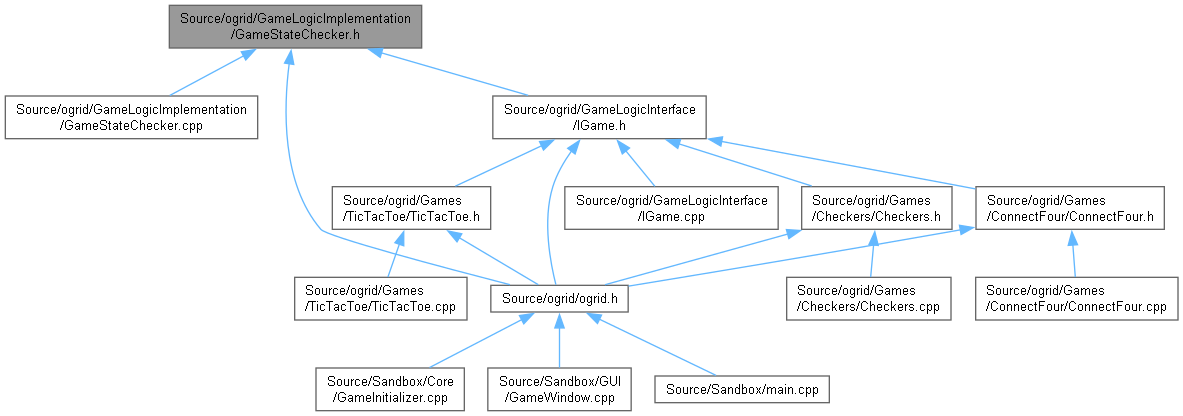 Source/ogrid/GameLogicImplementation
/GameStateChecker.h
Source/ogrid/GameLogicImplementation
/GameStateChecker.cpp
Source/ogrid/GameLogicInterface
/IGame.h
Source/ogrid/Games
/TicTacToe/TicTacToe.h
Source/ogrid/GameLogicInterface
/IGame.cpp
Source/ogrid/Games
/Checkers/Checkers.h
Source/ogrid/Games
/ConnectFour/ConnectFour.h
Source/ogrid/Games
/TicTacToe/TicTacToe.cpp
Source/ogrid/ogrid.h
Source/ogrid/Games
/Checkers/Checkers.cpp
Source/ogrid/Games
/ConnectFour/ConnectFour.cpp
Source/Sandbox/Core
/GameInitializer.cpp
Source/Sandbox/GUI
/GameWindow.cpp
Source/Sandbox/main.cpp